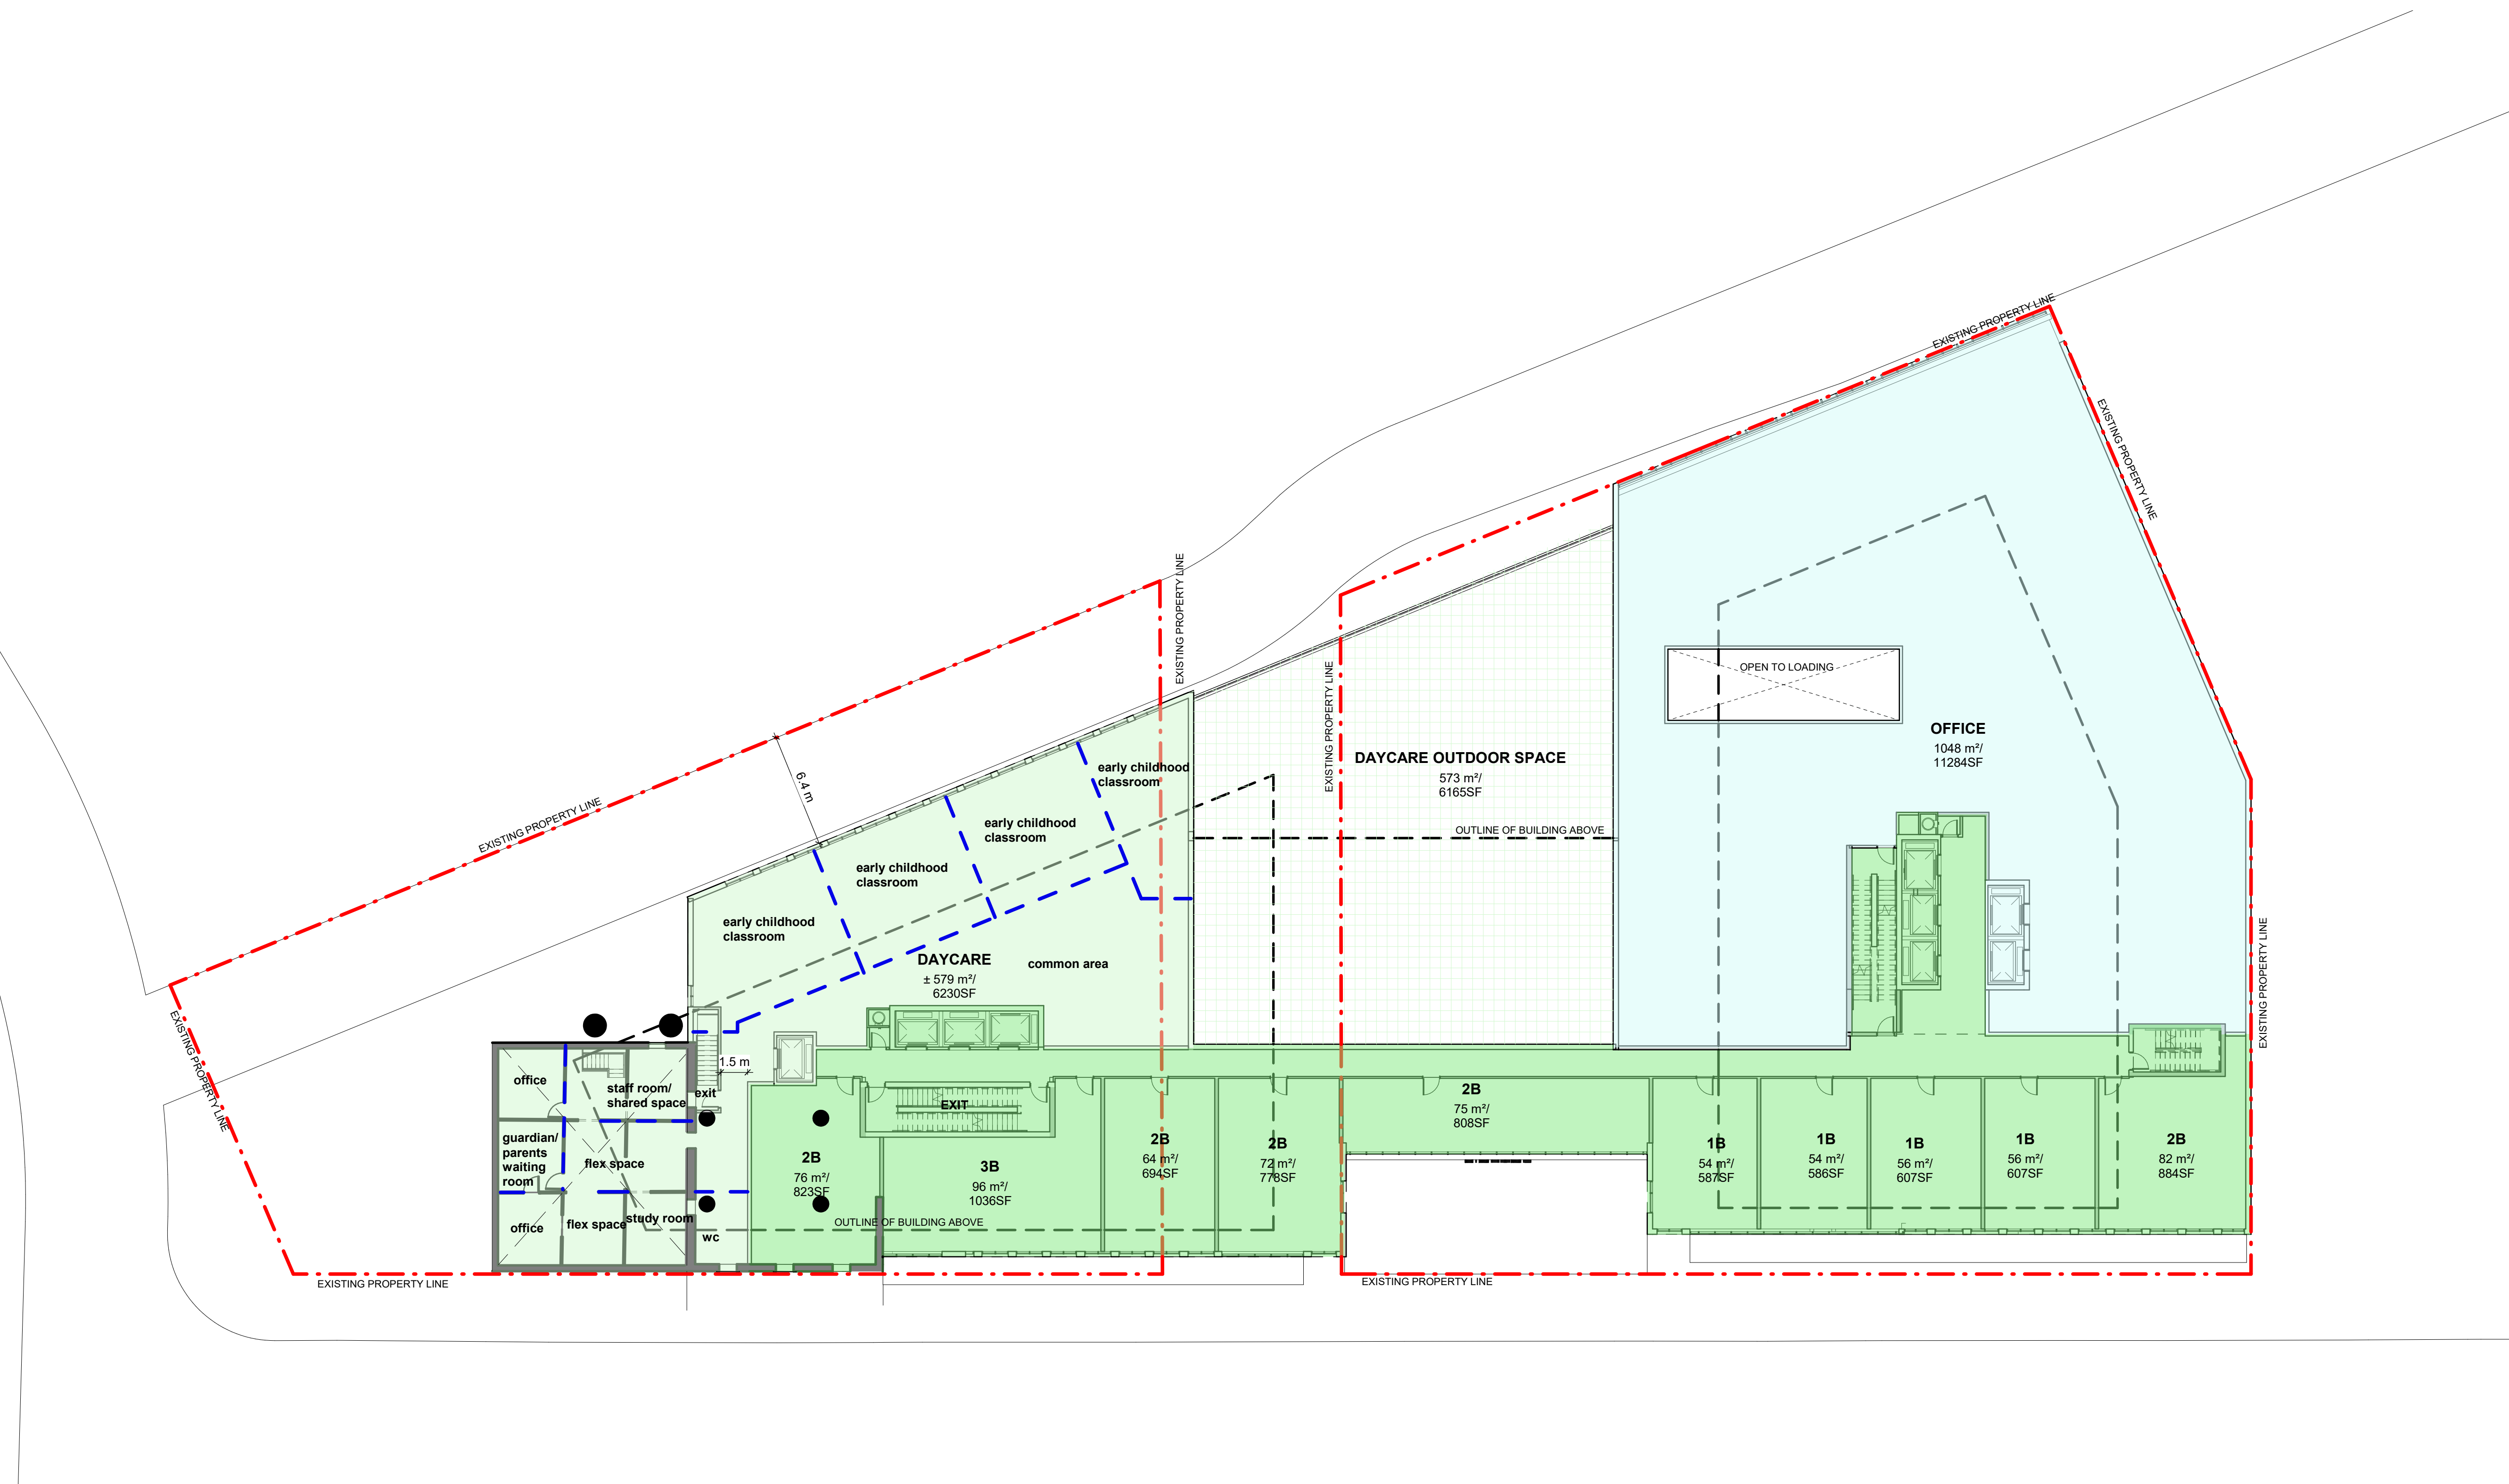 EXISTING PROPERTY LINE
EXISTING PROPERTY LINE
EXISTING PROPERTY LINE
EXISTING PROPERTY LINE
OPEN TO LOADING
OFFICE
1048 m²/
11284SF
DAYCARE OUTDOOR SPACE
573 m²/
6165SF
OUTLINE OF BUILDING ABOVE
EXISTING PROPERTY LINE
6.4 m
early childhood
classroom
early childhood
classroom
early childhood
classroom
early childhood
classroom
DAYCARE
± 579 m²/
6230SF
common area
EXISTING PROPERTY LINE
EXISTING PROPERTY LINE
EXISTING PROPERTY LINE
1.5 m
office
staff room/
shared space
exit
EXIT
guardian/
parents
waiting
room
flex space
office
flex space
study room
wc
2B
76 m²/
823SF
3B
96 m²/
1036SF
2B
64 m²/
694SF
2B
72 m²/
778SF
2B
75 m²/
808SF
1B
54 m²/
587SF
1B
54 m²/
586SF
1B
56 m²/
607SF
1B
56 m²/
607SF
2B
82 m²/
884SF
OUTLINE OF BUILDING ABOVE
EXISTING PROPERTY LINE
EXISTING PROPERTY LINE